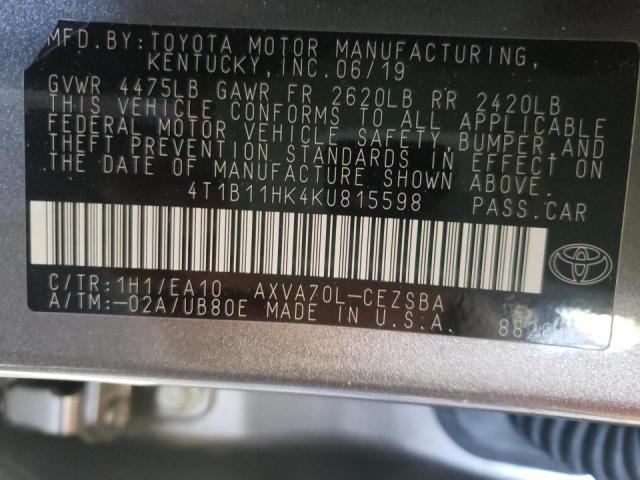 MFD.BY:TOYOTA MOTOR MANUFACTURING,
KENTUCKY,INC.06/19
GVWR 4475LB GAWR FR 2620LB RR 2420LB
THIS VEHICLE CONFORMS TO ALL APPLICABLE
FEDERAL MOTOR VEHICLE SAFETY,BUMPER AND
THEFT PREVENTION STANDARDS IN EFFECT ON
THE DATE OF MANUFACTURE SHOWN ABOVE.
4T1B11HK4KU815598 PASS.CAR
C/TR:1H1/EA10 AXVA70L-CEZSBA
A/TM:-02A/UB80E MADE IN U.S.A.